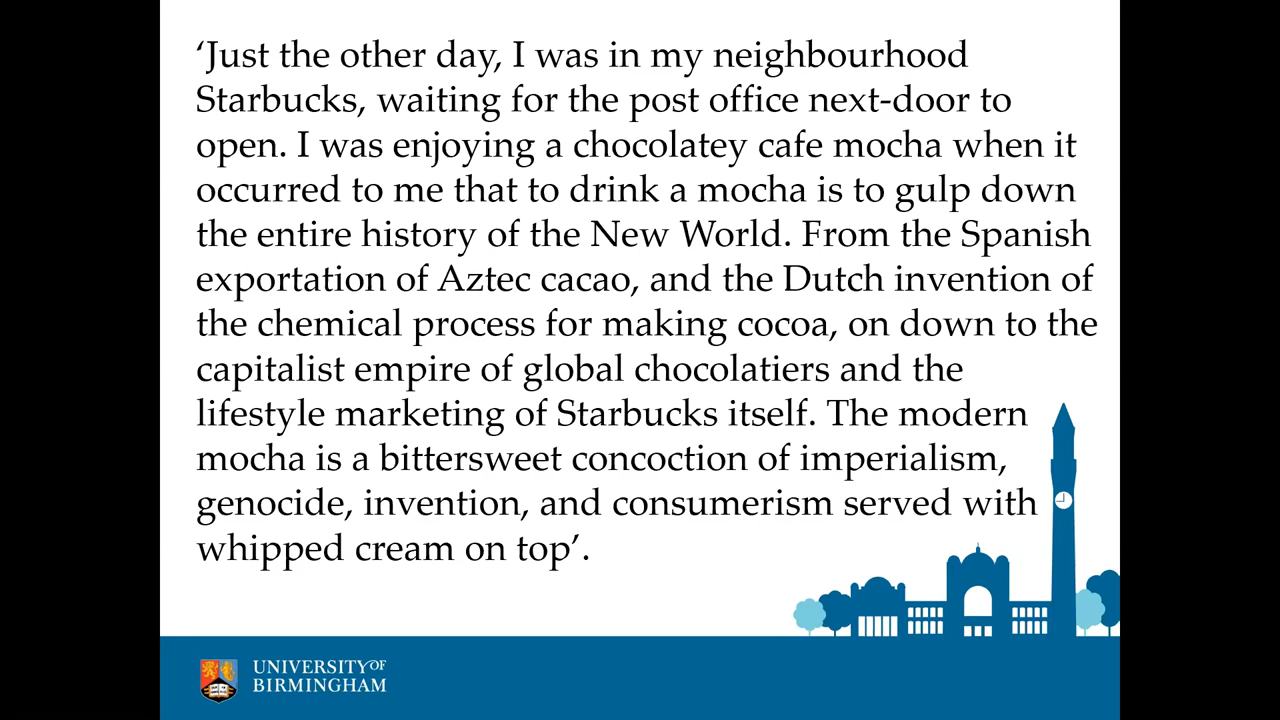 ‘Just the other day, I was in my neighbourhood
Starbucks, waiting for the post office next-door to
open. I was enjoying a chocolatey cafe mocha when it
occurred to me that to drink a mocha is to gulp down
the entire history of the New World. From the Spanish
exportation of Aztec cacao, and the Dutch invention of
the chemical process for making cocoa, on down to the
capitalist empire of global chocolatiers and the
lifestyle marketing of Starbucks itself. The modern
mocha is a bittersweet concoction of imperialism,
genocide, invention, and consumerism served with
whipped cream on top’.
UNIVERSITY OF
BIRMINGHAM